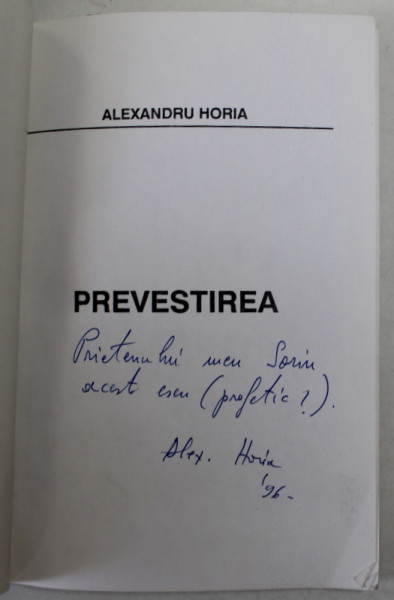 ALEXANDRU HORIA
PREVESTIREA
Prietenului meu Sorin
acest eseu (profetic?).
Alex. Horia
'96-